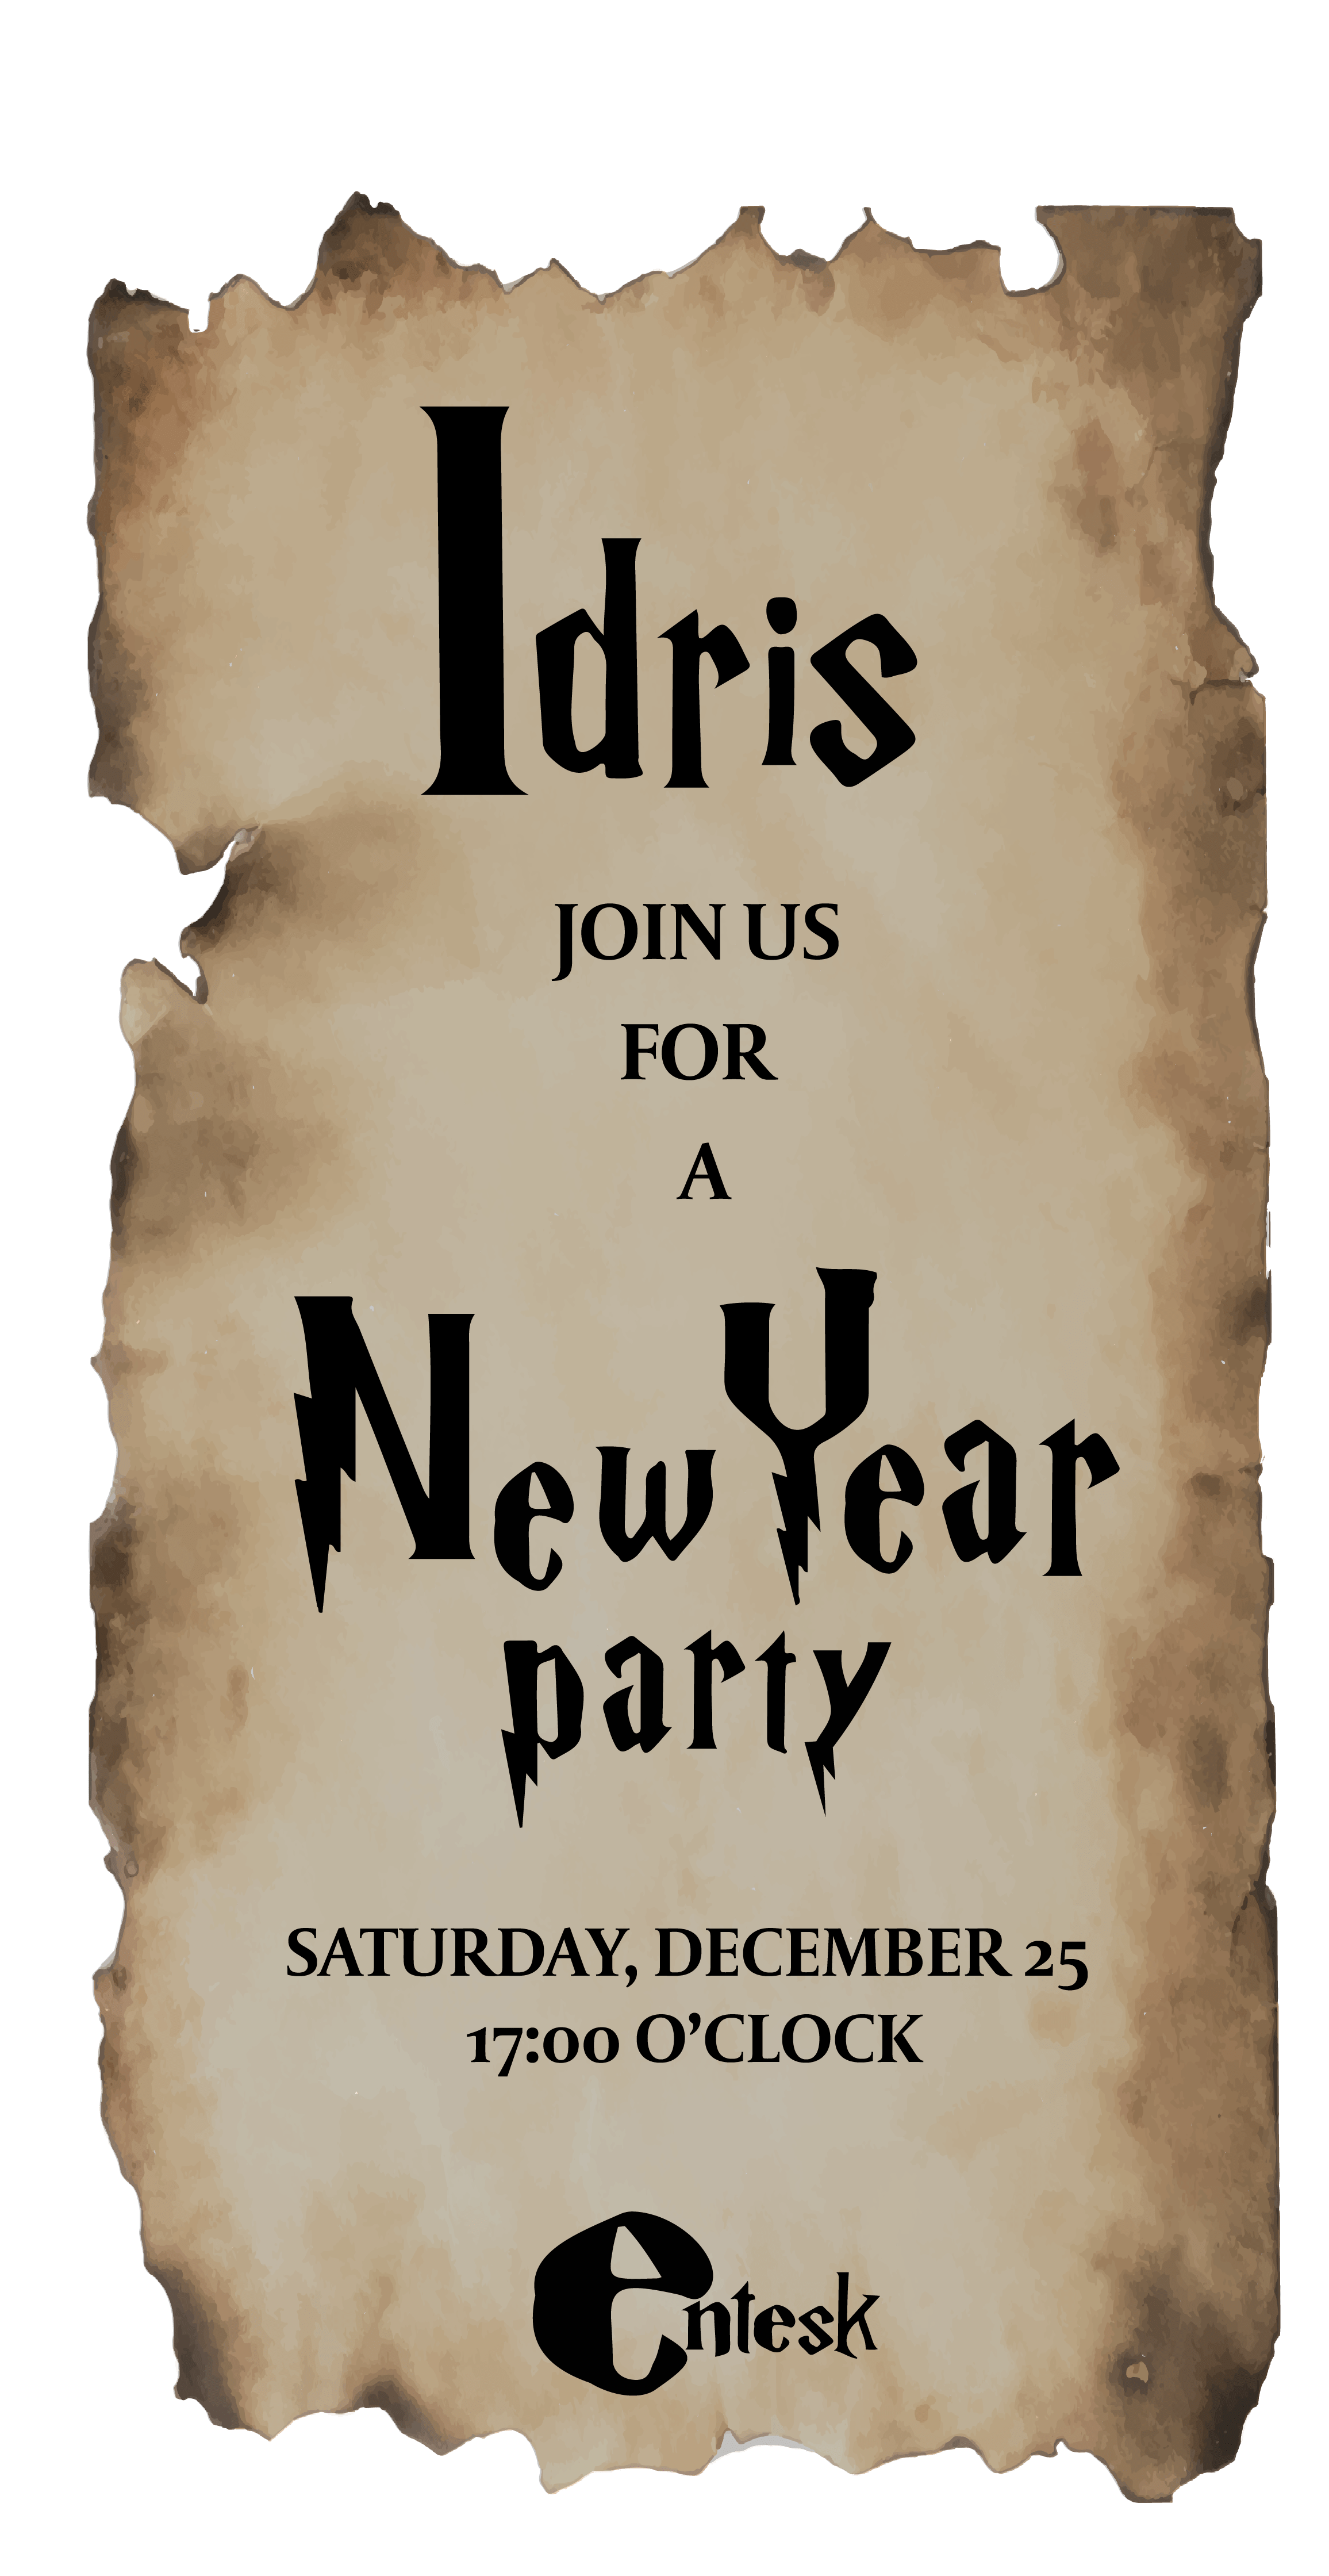 Idris
JOIN US
FOR
A
New Year
party
SATURDAY, DECEMBER 25
17:00 O’CLOCK
entesk